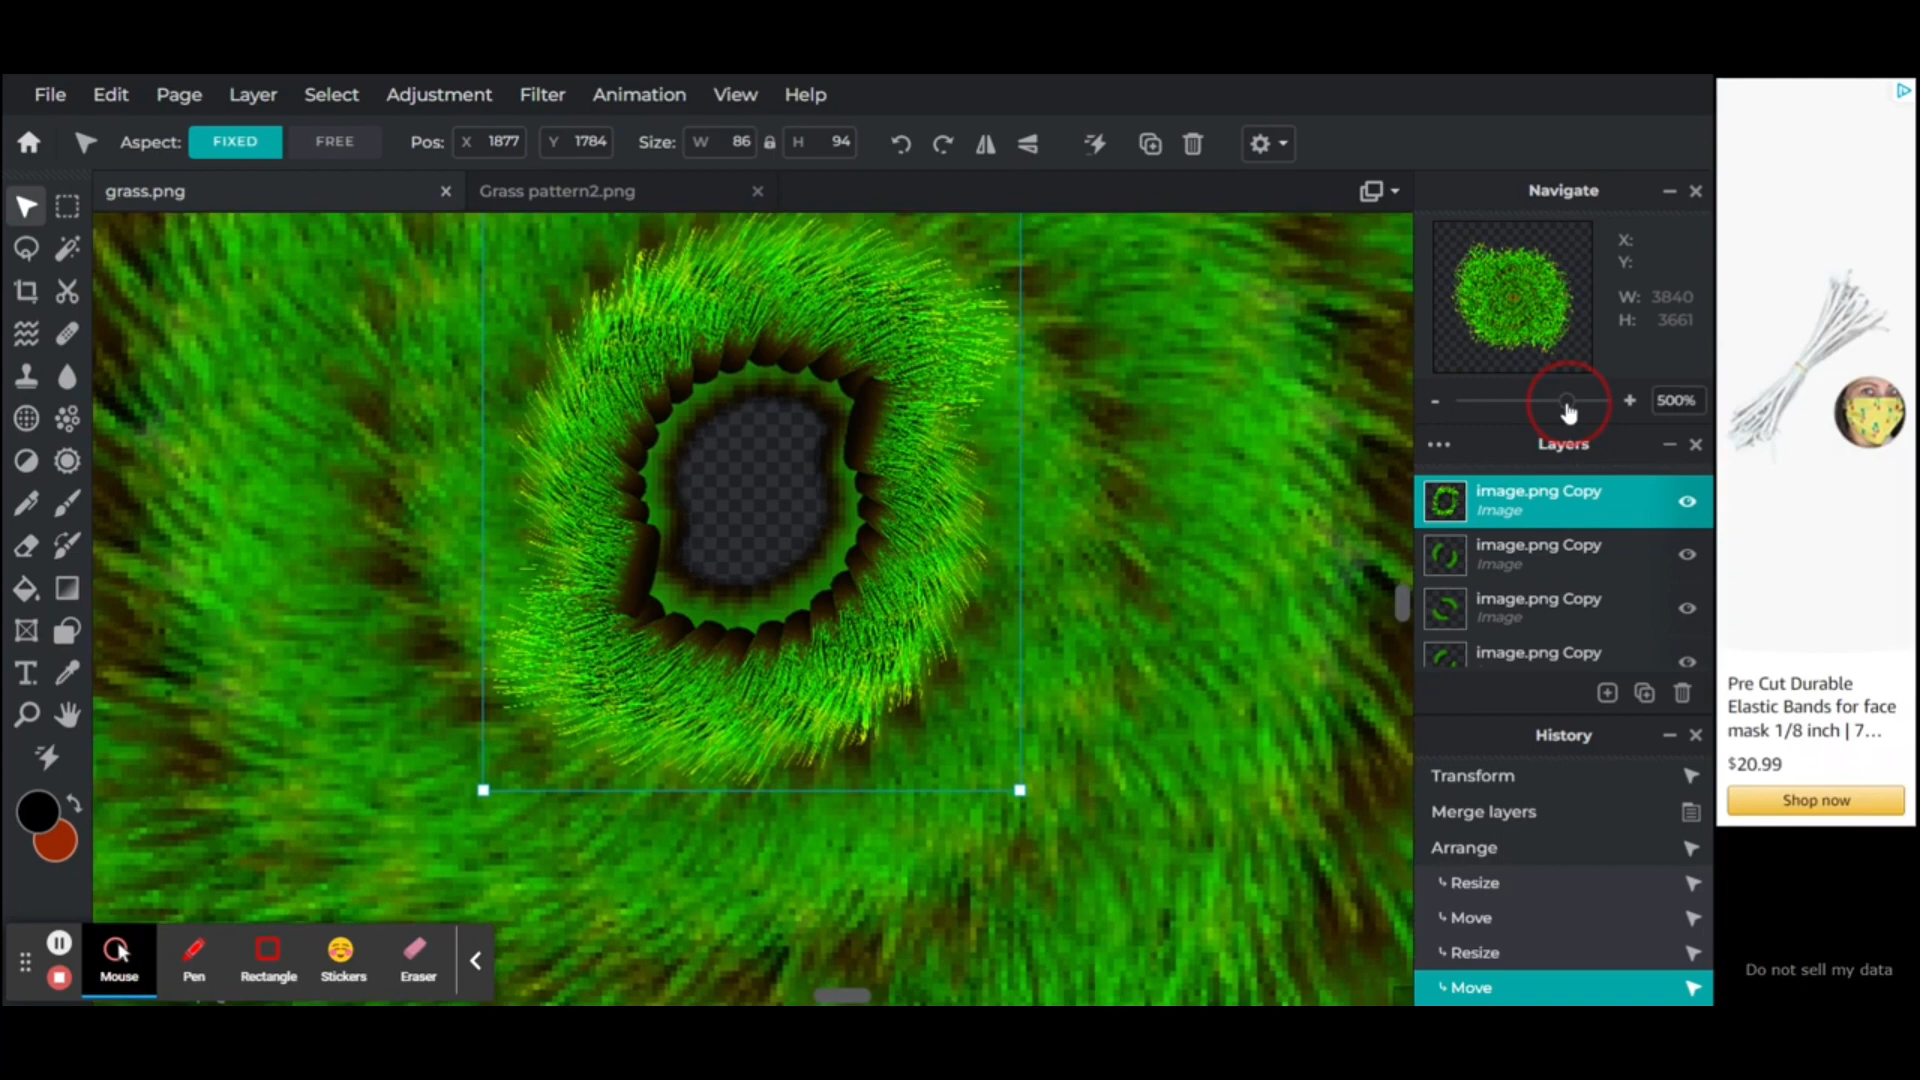 File Edit Page Layer Select Adjustment Filter Animation View Help
Aspect: FIXED FREE Pos: X 1877 Y 1784 Size: W 86 H 94
grass.png Grass pattern2.png
Navigate
X:
Y:
W: 3840
H: 3661
- + 500%
Layers
image.png Copy
Image
image.png Copy
Image
image.png Copy
Image
image.png Copy
History
Transform
Merge layers
Arrange
Resize
Move
Resize
Move
Mouse Pen Rectangle Stickers Eraser
Pre Cut Durable
Elastic Bands for face
mask 1/8 inch | 7...
$20.99
Shop now
Do not sell my data